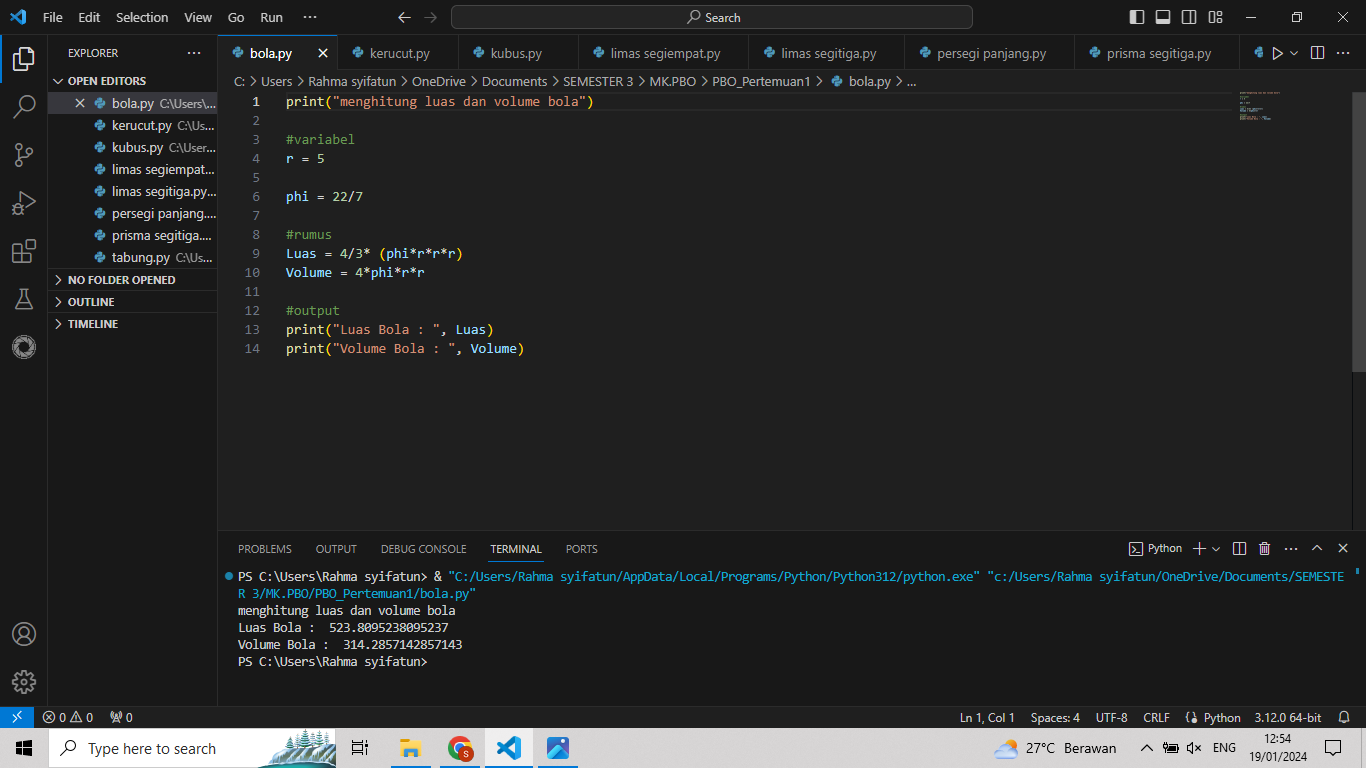 File Edit Selection View Go Run ··· Search
EXPLORER ···
OPEN EDITORS
bola.py C:\Users\...
kerucut.py C:\Us...
kubus.py C:\User...
limas segiempat...
limas segitiga.py...
persegi panjang....
prisma segitiga....
tabung.py C:\Us...
NO FOLDER OPENED
OUTLINE
TIMELINE
bola.py kerucut.py kubus.py limas segiempat.py limas segitiga.py persegi panjang.py prisma segitiga.py
C: > Users > Rahma syifatun > OneDrive > Documents > SEMESTER 3 > MK.PBO > PBO_Pertemuan1 > bola.py > ...
1 print("menghitung luas dan volume bola")
2
3 #variabel
4 r = 5
5
6 phi = 22/7
7
8 #rumus
9 Luas = 4/3* (phi*r*r*r)
10 Volume = 4*phi*r*r
11
12 #output
13 print("Luas Bola : ", Luas)
14 print("Volume Bola : ", Volume)
PROBLEMS OUTPUT DEBUG CONSOLE TERMINAL PORTS Python
PS C:\Users\Rahma syifatun> & "C:/Users/Rahma syifatun/AppData/Local/Programs/Python/Python312/python.exe" "c:/Users/Rahma syifatun/OneDrive/Documents/SEMESTE
R 3/MK.PBO/PBO_Pertemuan1/bola.py"
menghitung luas dan volume bola
Luas Bola :  523.8095238095237
Volume Bola :  314.2857142857143
PS C:\Users\Rahma syifatun>
0 0 0 Ln 1, Col 1 Spaces: 4 UTF-8 CRLF Python 3.12.0 64-bit
Type here to search 27°C Berawan ENG 12:54
19/01/2024